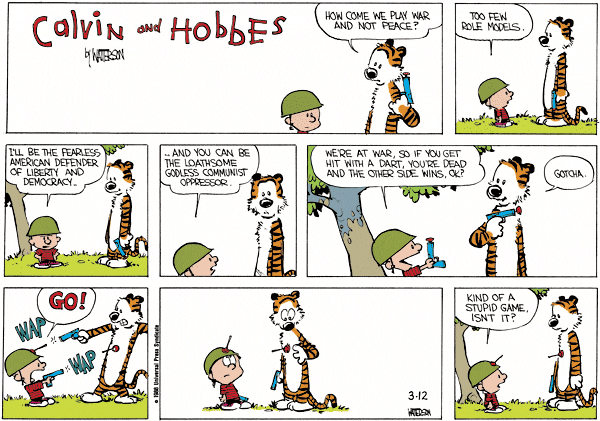 Calvin and HobbEs
by WATTERSON
HOW COME WE PLAY WAR
AND NOT PEACE?
TOO FEW
ROLE MODELS.
I'LL BE THE FEARLESS
AMERICAN DEFENDER
OF LIBERTY AND
DEMOCRACY..
.. AND YOU CAN BE
THE LOATHSOME
GODLESS COMMUNIST
OPPRESSOR.
WE'RE AT WAR, SO IF YOU GET
HIT WITH A DART, YOU'RE DEAD
AND THE OTHER SIDE WINS, OK?
GOTCHA.
GO!
WAP
WAP
© 1988 Universal Press Syndicate
3·12
WATTERSON
KIND OF A
STUPID GAME,
ISN'T IT?